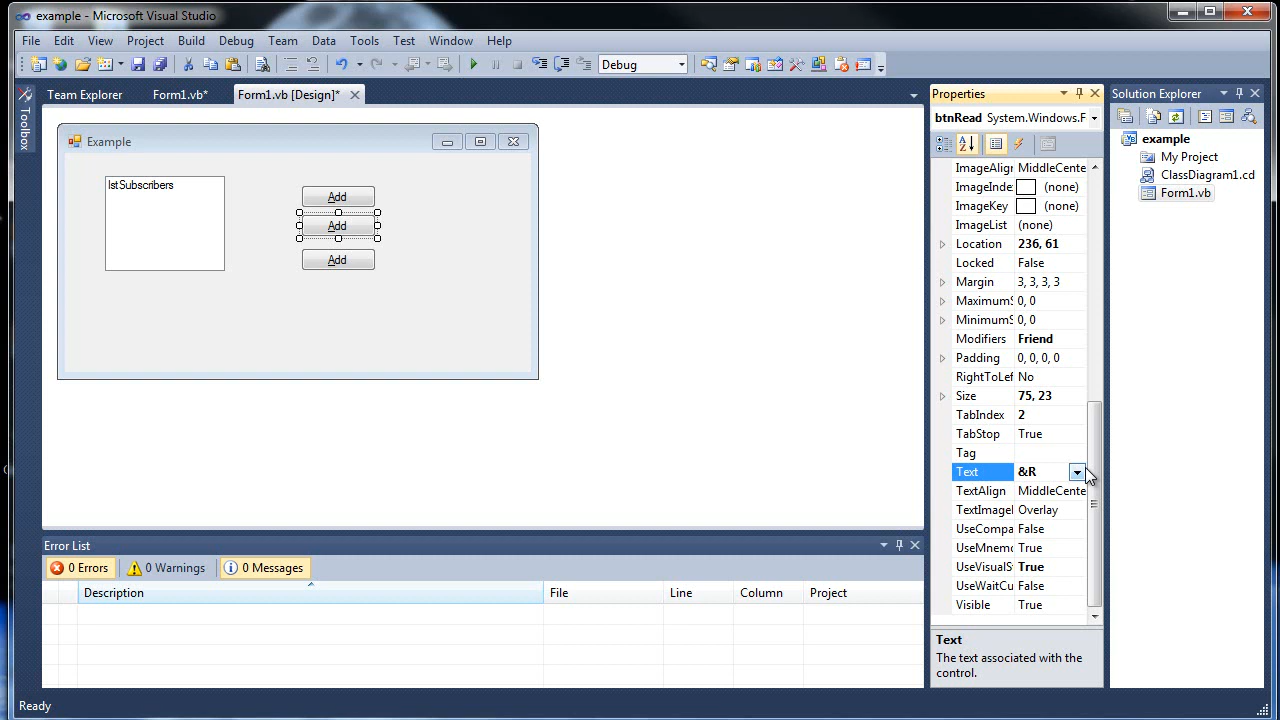 example - Microsoft Visual Studio
File Edit View Project Build Debug Team Data Tools Test Window Help
Debug
Team Explorer Form1.vb* Form1.vb [Design]*
Toolbox
Example
lstSubscribers
Add
Add
Add
Properties
btnRead System.Windows.F
ImageAlign MiddleCente
ImageInde (none)
ImageKey (none)
ImageList (none)
Location 236, 61
Locked False
Margin 3, 3, 3, 3
MaximumS 0, 0
MinimumS 0, 0
Modifiers Friend
Padding 0, 0, 0, 0
RightToLef No
Size 75, 23
TabIndex 2
TabStop True
Tag
Text &R
TextAlign MiddleCente
TextImageI Overlay
UseCompa False
UseMnemo True
UseVisualS True
UseWaitCu False
Visible True
Text
The text associated with the
control.
Solution Explorer
example
My Project
ClassDiagram1.cd
Form1.vb
Error List
0 Errors 0 Warnings 0 Messages
Description File Line Column Project
Ready